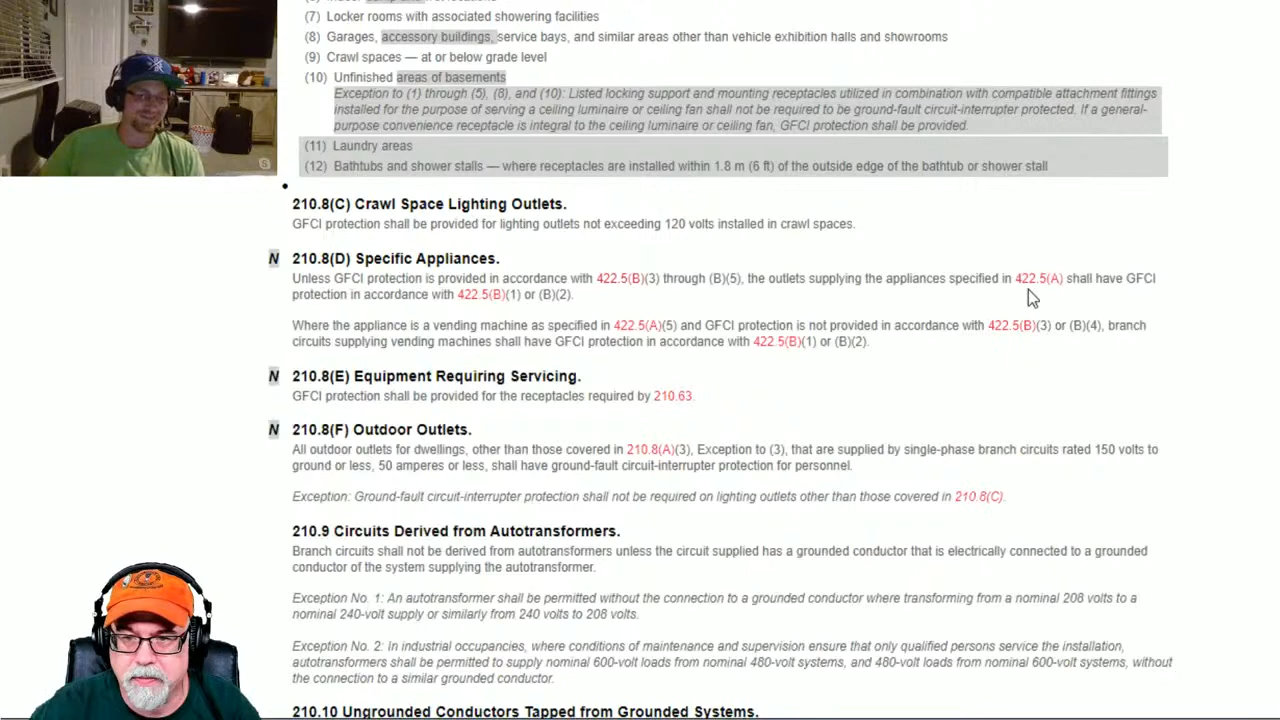 (7) Locker rooms with associated showering facilities
(8) Garages, accessory buildings, service bays, and similar areas other than vehicle exhibition halls and showrooms
(9) Crawl spaces — at or below grade level
(10) Unfinished areas of basements
Exception to (1) through (5), (8), and (10): Listed locking support and mounting receptacles utilized in combination with compatible attachment fittings
installed for the purpose of serving a ceiling luminaire or ceiling fan shall not be required to be ground-fault circuit-interrupter protected. If a general-
purpose convenience receptacle is integral to the ceiling luminaire or ceiling fan, GFCI protection shall be provided.
(11) Laundry areas
(12) Bathtubs and shower stalls — where receptacles are installed within 1.8 m (6 ft) of the outside edge of the bathtub or shower stall
•
210.8(C) Crawl Space Lighting Outlets.
GFCI protection shall be provided for lighting outlets not exceeding 120 volts installed in crawl spaces.
N 210.8(D) Specific Appliances.
Unless GFCI protection is provided in accordance with 422.5(B)(3) through (B)(5), the outlets supplying the appliances specified in 422.5(A) shall have GFCI
protection in accordance with 422.5(B)(1) or (B)(2).
Where the appliance is a vending machine as specified in 422.5(A)(5) and GFCI protection is not provided in accordance with 422.5(B)(3) or (B)(4), branch
circuits supplying vending machines shall have GFCI protection in accordance with 422.5(B)(1) or (B)(2).
N 210.8(E) Equipment Requiring Servicing.
GFCI protection shall be provided for the receptacles required by 210.63.
N 210.8(F) Outdoor Outlets.
All outdoor outlets for dwellings, other than those covered in 210.8(A)(3), Exception to (3), that are supplied by single-phase branch circuits rated 150 volts to
ground or less, 50 amperes or less, shall have ground-fault circuit-interrupter protection for personnel.
Exception: Ground-fault circuit-interrupter protection shall not be required on lighting outlets other than those covered in 210.8(C).
210.9 Circuits Derived from Autotransformers.
Branch circuits shall not be derived from autotransformers unless the circuit supplied has a grounded conductor that is electrically connected to a grounded
conductor of the system supplying the autotransformer.
Exception No. 1: An autotransformer shall be permitted without the connection to a grounded conductor where transforming from a nominal 208 volts to a
nominal 240-volt supply or similarly from 240 volts to 208 volts.
Exception No. 2: In industrial occupancies, where conditions of maintenance and supervision ensure that only qualified persons service the installation,
autotransformers shall be permitted to supply nominal 600-volt loads from nominal 480-volt systems, and 480-volt loads from nominal 600-volt systems, without
the connection to a similar grounded conductor.
210.10 Ungrounded Conductors Tapped from Grounded Systems.